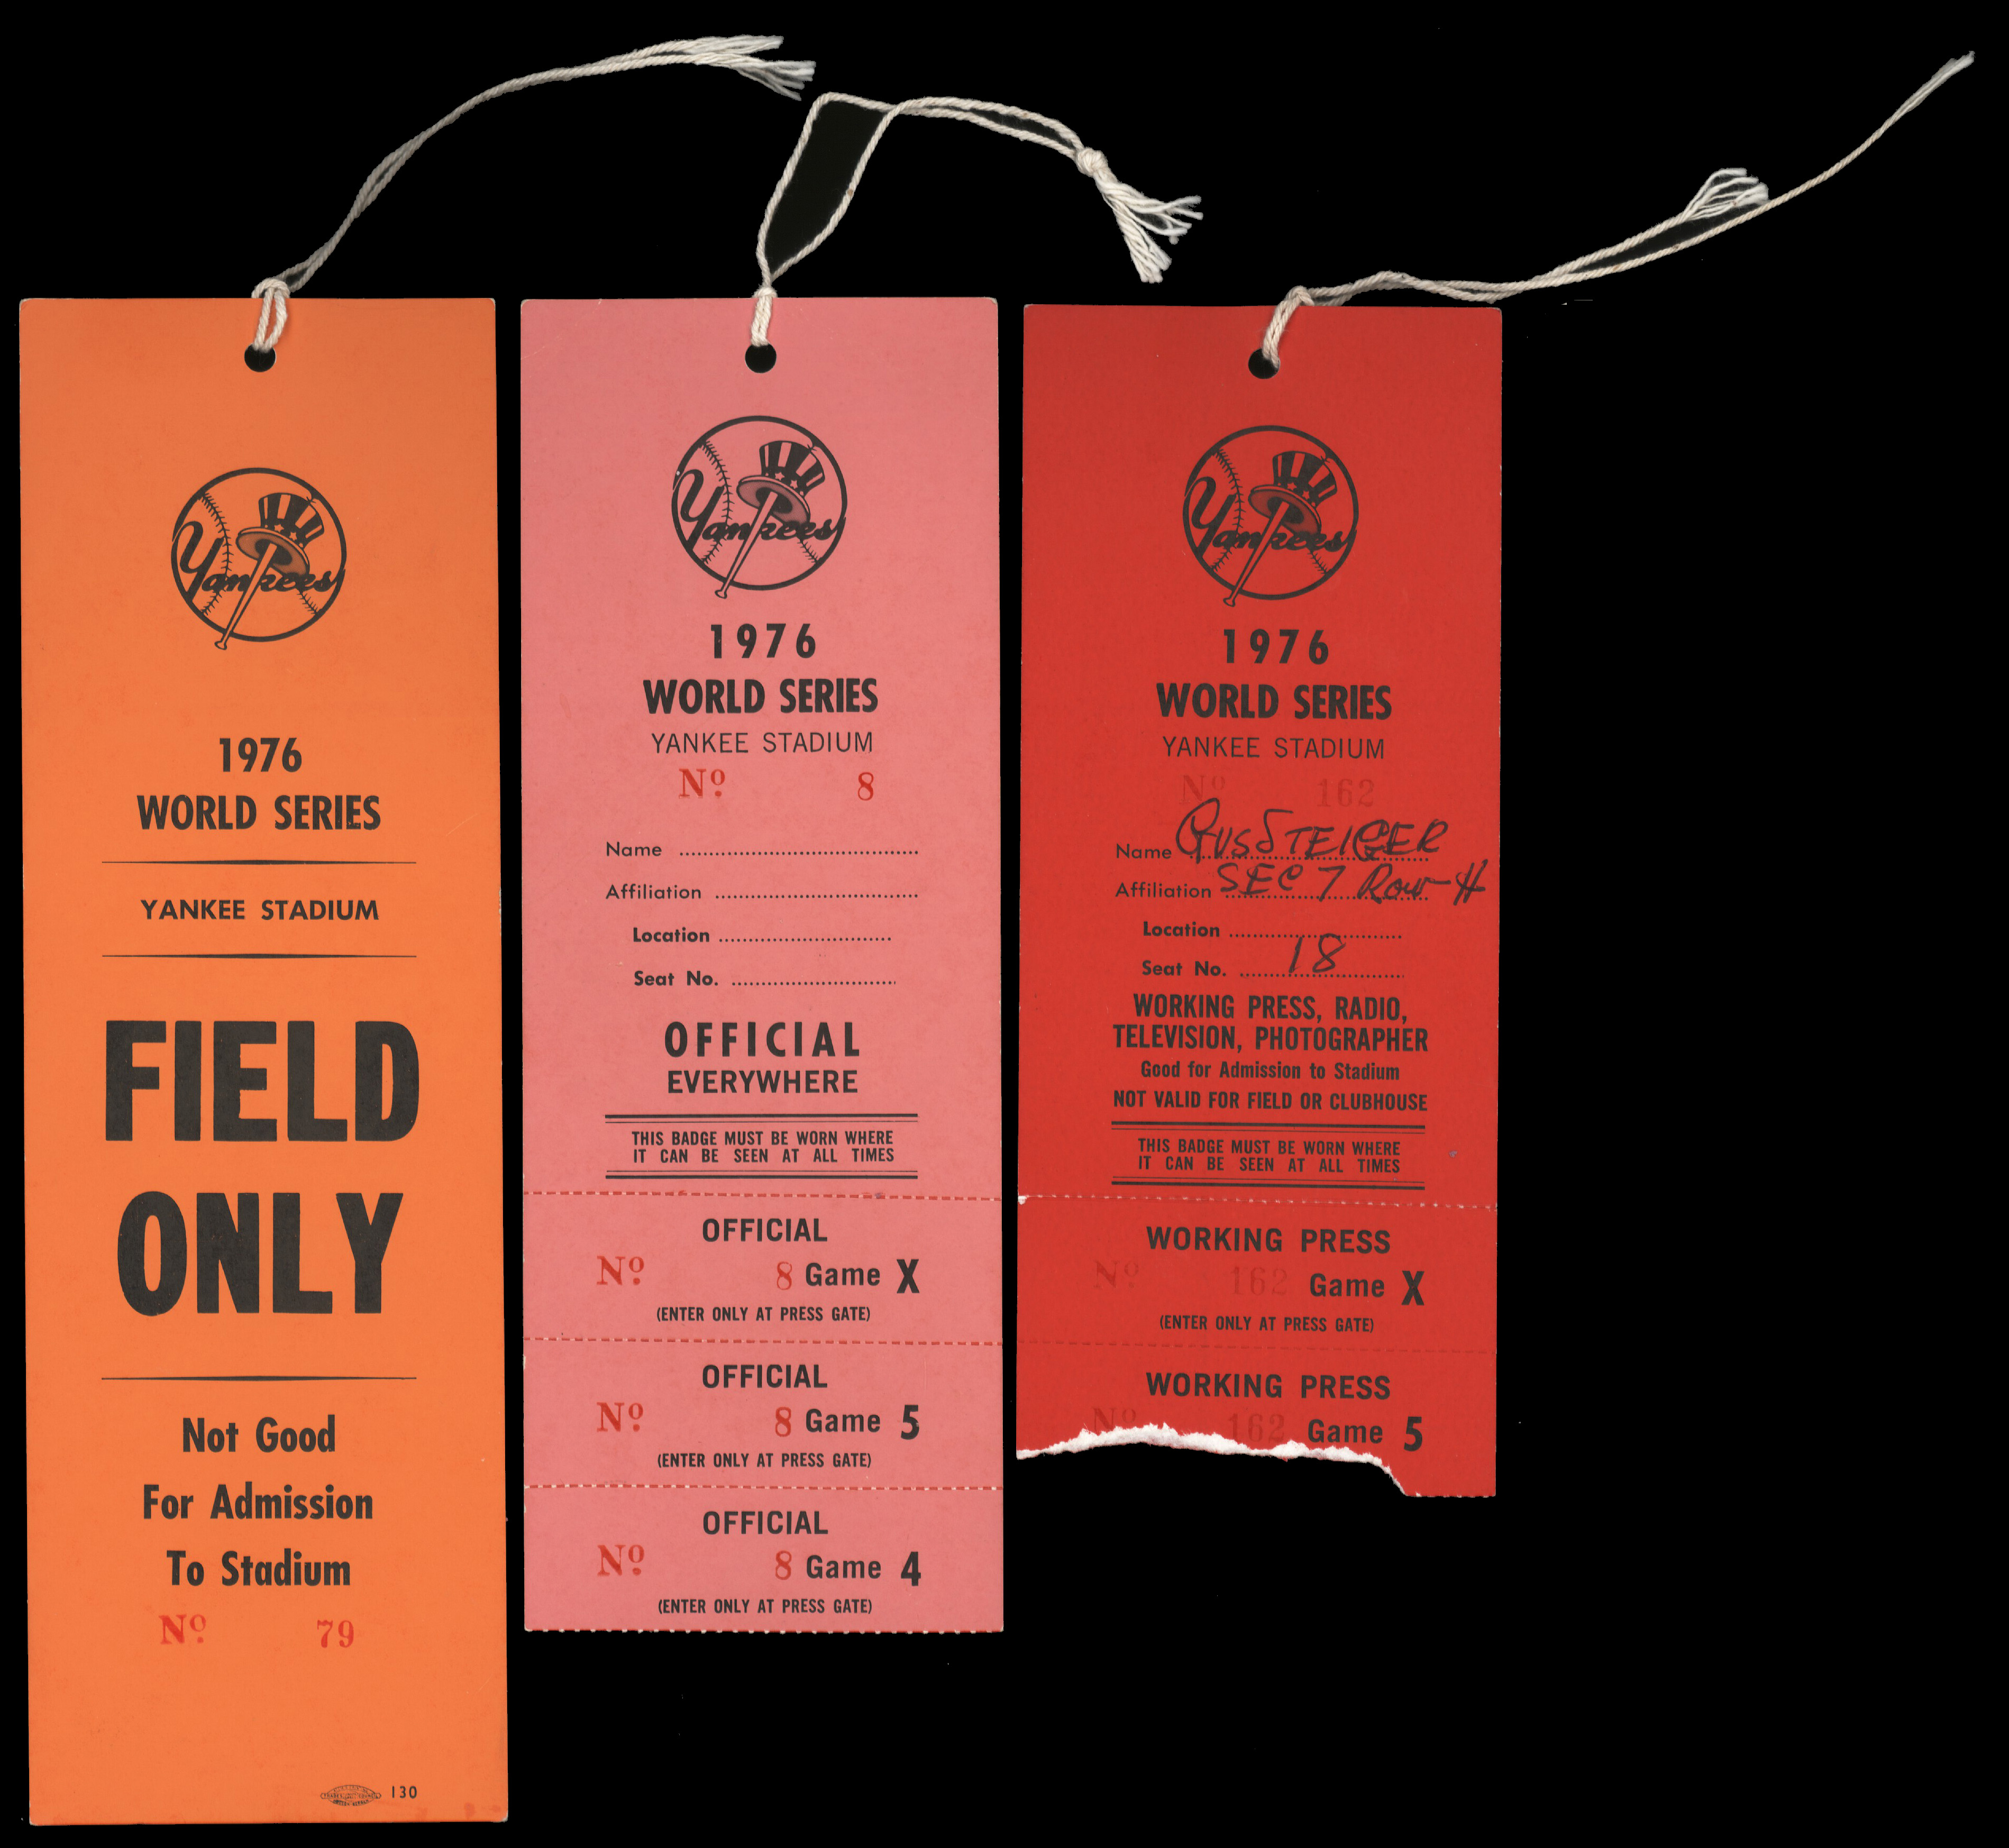 Yankees
1976
WORLD SERIES
YANKEE STADIUM
FIELD
ONLY
Not Good
For Admission
To Stadium
Nº 79
130
Yankees
1976
WORLD SERIES
YANKEE STADIUM
Nº 8
Name
Affiliation
Location
Seat No.
OFFICIAL
EVERYWHERE
THIS BADGE MUST BE WORN WHERE
IT CAN BE SEEN AT ALL TIMES
OFFICIAL
Nº 8 Game X
(ENTER ONLY AT PRESS GATE)
OFFICIAL
Nº 8 Game 5
(ENTER ONLY AT PRESS GATE)
OFFICIAL
Nº 8 Game 4
(ENTER ONLY AT PRESS GATE)
Yankees
1976
WORLD SERIES
YANKEE STADIUM
Nº 162
Name GUS STEIGER
Affiliation SEC 7 Row-H
Location
Seat No. 18
WORKING PRESS, RADIO,
TELEVISION, PHOTOGRAPHER
Good for Admission to Stadium
NOT VALID FOR FIELD OR CLUBHOUSE
THIS BADGE MUST BE WORN WHERE
IT CAN BE SEEN AT ALL TIMES
WORKING PRESS
Nº 162 Game X
(ENTER ONLY AT PRESS GATE)
WORKING PRESS
Nº 162 Game 5